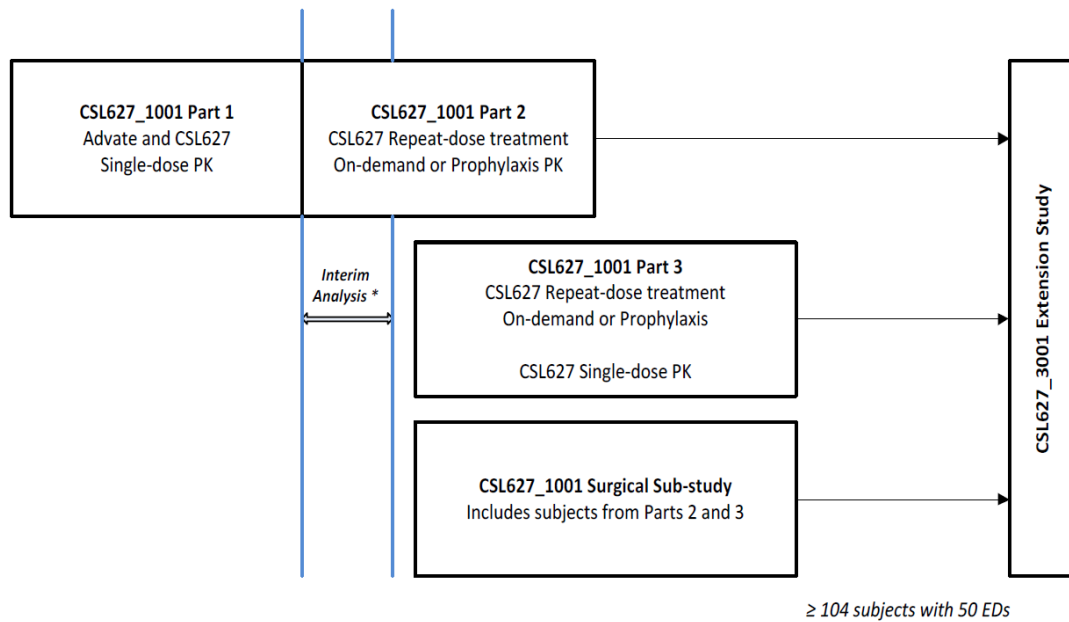 CSL627_1001 Part 1
Advate and CSL627
Single-dose PK
CSL627_1001 Part 2
CSL627 Repeat-dose treatment
On-demand or Prophylaxis PK
Interim
Analysis *
CSL627_1001 Part 3
CSL627 Repeat-dose treatment
On-demand or Prophylaxis
CSL627 Single-dose PK
CSL627_1001 Surgical Sub-study
Includes subjects from Parts 2 and 3
CSL627_3001 Extension Study
≥ 104 subjects with 50 EDs